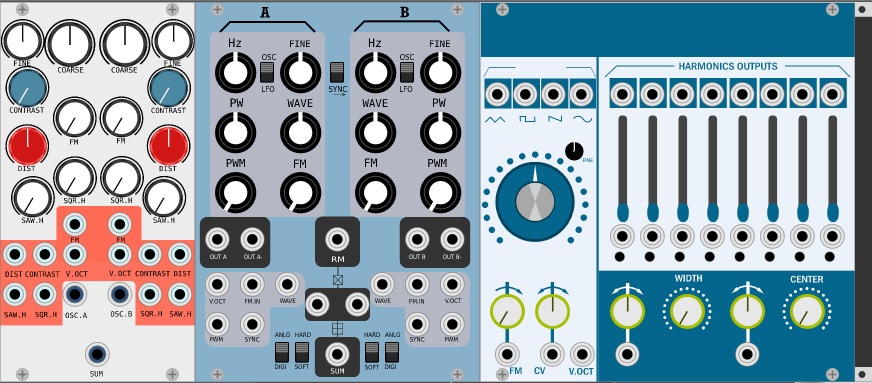 FINE COARSE COARSE FINE
CONTRAST CONTRAST
FM FM
DIST DIST
SQR.H SQR.H
SAW.H SAW.H
FM FM
DIST CONTRAST V.OCT V.OCT CONTRAST DIST
SAW.H SQR.H OSC.A OSC.B SQR.H SAW.H
SUM
A B
Hz OSC FINE Hz OSC FINE
LFO SYNC LFO
PW WAVE WAVE PW
PWM FM FM PWM
OUT A OUT A- RM OUT B OUT B-
V.OCT FM.IN WAVE WAVE FM.IN V.OCT
PWM SYNC SYNC PWM
ANLG HARD HARD ANLG
DIGI SOFT SUM SOFT DIGI
HARMONICS OUTPUTS
FINE
WIDTH CENTER
FM CV V.OCT